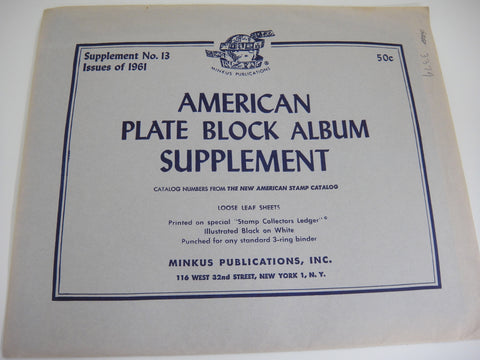 Supplement No. 13
Issues of 1961
MINKUS PUBLICATIONS
50c
AMERICAN
PLATE BLOCK ALBUM
SUPPLEMENT
CATALOG NUMBERS FROM THE NEW AMERICAN STAMP CATALOG
LOOSE LEAF SHEETS
Printed on special "Stamp Collectors Ledger"©
Illustrated Black on White
Punched for any standard 3-ring binder
MINKUS PUBLICATIONS, INC.
116 WEST 32nd STREET, NEW YORK 1, N. Y.